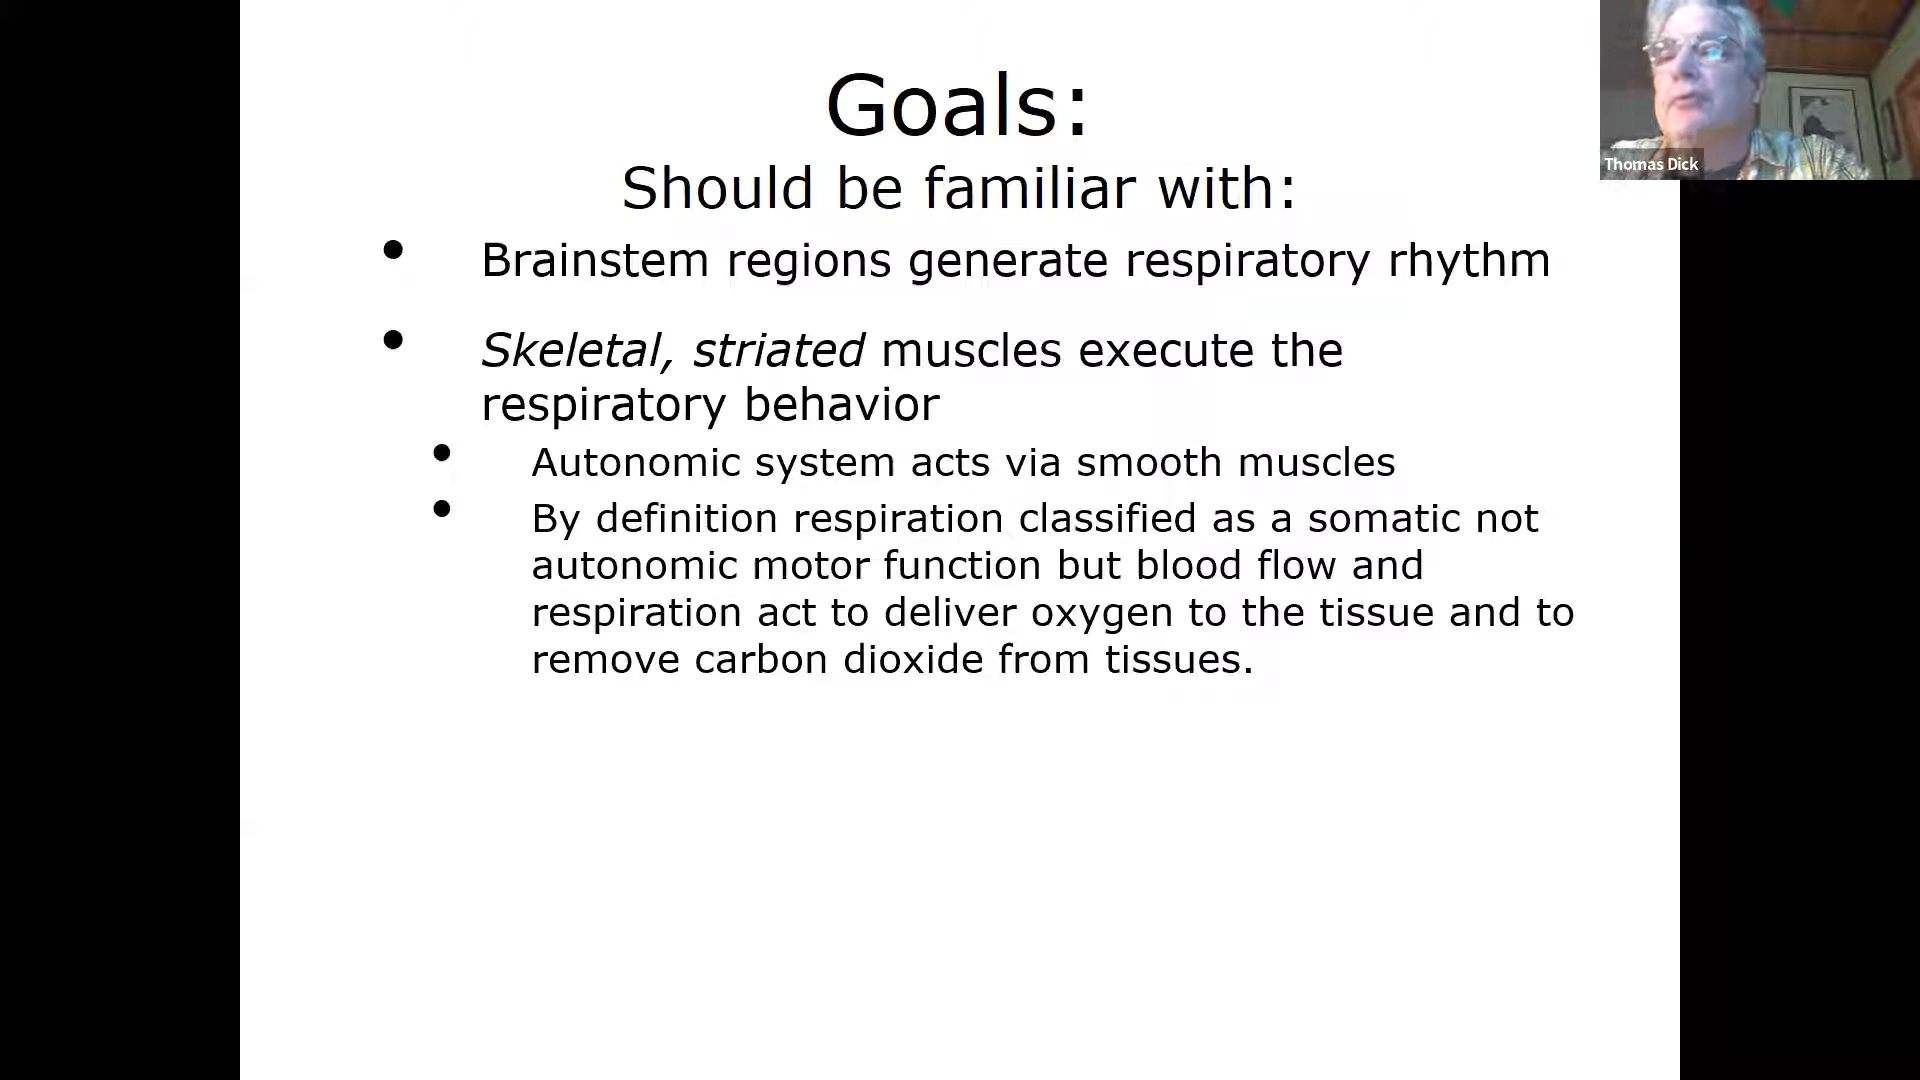 Goals:
Should be familiar with:
• Brainstem regions generate respiratory rhythm
• Skeletal, striated muscles execute the
respiratory behavior
• Autonomic system acts via smooth muscles
• By definition respiration classified as a somatic not
autonomic motor function but blood flow and
respiration act to deliver oxygen to the tissue and to
remove carbon dioxide from tissues.
Thomas Dick